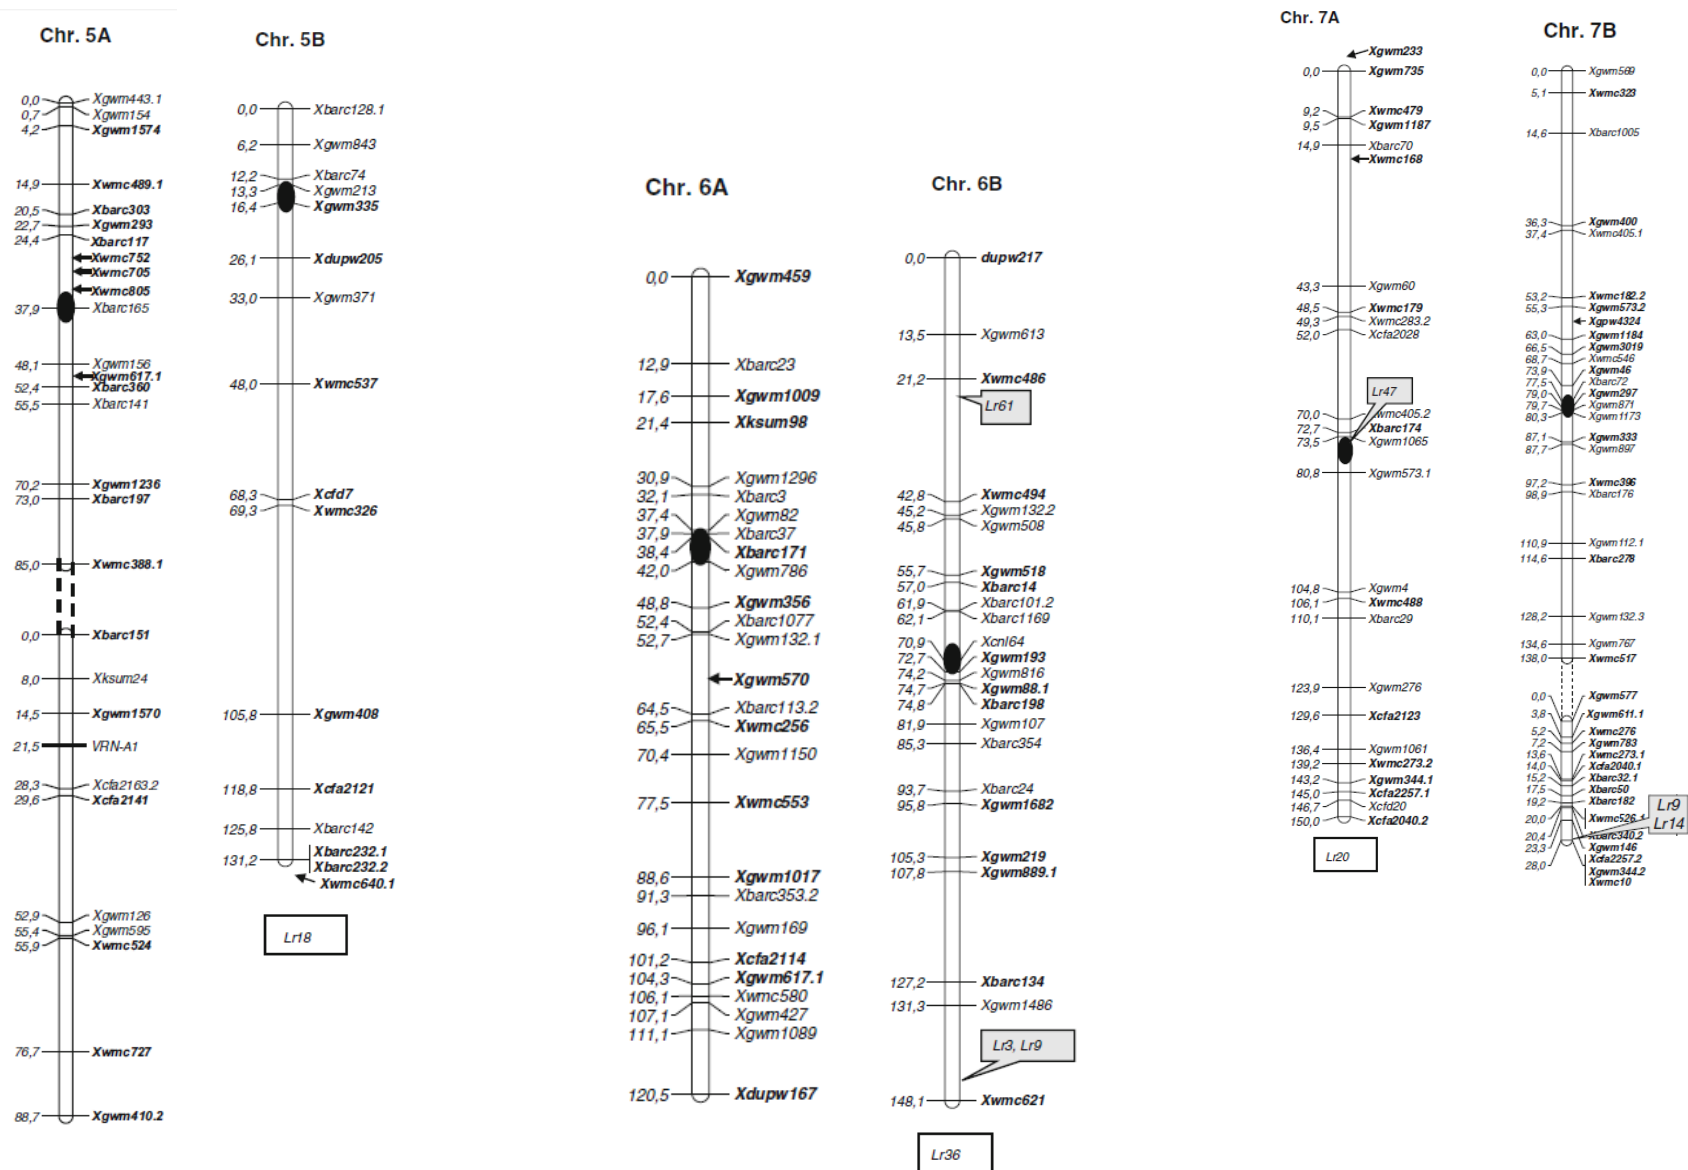 Chr. 5A
0,0 Xgwm443.1
0,7 Xgwm154
4,2 Xgwm1574
14,9 Xwmc489.1
20,5 Xbarc303
22,7 Xgwm293
24,4 Xbarc117
Xwmc752
Xwmc705
Xwmc805
37,9 Xbarc165
48,1 Xgwm156
Xgwm617.1
52,4 Xbarc360
55,5 Xbarc141
70,2 Xgwm1236
73,0 Xbarc197
85,0 Xwmc388.1
0,0 Xbarc151
8,0 Xksum24
14,5 Xgwm1570
21,5 VRN-A1
28,3 Xcfa2163.2
29,6 Xcfa2141
52,9 Xgwm126
55,4 Xgwm595
55,9 Xwmc524
76,7 Xwmc727
88,7 Xgwm410.2
Chr. 5B
0,0 Xbarc128.1
6,2 Xgwm843
12,2 Xbarc74
13,3 Xgwm213
16,4 Xgwm335
26,1 Xdupw205
33,0 Xgwm371
48,0 Xwmc537
68,3 Xcfd7
69,3 Xwmc326
105,8 Xgwm408
118,8 Xcfa2121
125,8 Xbarc142
131,2 Xbarc232.1
Xbarc232.2
Xwmc640.1
Lr18
Chr. 6A
0,0 Xgwm459
12,9 Xbarc23
17,6 Xgwm1009
21,4 Xksum98
30,9 Xgwm1296
32,1 Xbarc3
37,4 Xgwm82
37,9 Xbarc37
38,4 Xbarc171
42,0 Xgwm786
48,8 Xgwm356
52,4 Xbarc1077
52,7 Xgwm132.1
Xgwm570
64,5 Xbarc113.2
65,5 Xwmc256
70,4 Xgwm1150
77,5 Xwmc553
88,6 Xgwm1017
91,3 Xbarc353.2
96,1 Xgwm169
101,2 Xcfa2114
104,3 Xgwm617.1
106,1 Xwmc580
107,1 Xgwm427
111,1 Xgwm1089
120,5 Xdupw167
Chr. 6B
0,0 dupw217
13,5 Xgwm613
21,2 Xwmc486
Lr61
42,8 Xwmc494
45,2 Xgwm132.2
45,8 Xgwm508
55,7 Xgwm518
57,0 Xbarc14
61,9 Xbarc101.2
62,1 Xbarc1169
70,9 Xcnl64
72,7 Xgwm193
74,2 Xgwm816
74,7 Xgwm88.1
74,8 Xbarc198
81,9 Xgwm107
85,3 Xbarc354
93,7 Xbarc24
95,8 Xgwm1682
105,3 Xgwm219
107,8 Xgwm889.1
127,2 Xbarc134
131,3 Xgwm1486
Lr3, Lr9
148,1 Xwmc621
Lr36
Chr. 7A
Xgwm233
0,0 Xgwm735
9,2 Xwmc479
9,5 Xgwm1187
14,9 Xbarc70
Xwmc168
43,3 Xgwm60
48,5 Xwmc179
49,3 Xwmc283.2
52,0 Xcfa2028
Lr47
70,0 Xwmc405.2
72,7 Xbarc174
73,5 Xgwm1065
80,8 Xgwm573.1
104,8 Xgwm4
106,1 Xwmc488
110,1 Xbarc29
123,9 Xgwm276
129,6 Xcfa2123
136,4 Xgwm1061
139,2 Xwmc273.2
143,2 Xgwm344.1
145,0 Xcfa2257.1
146,7 Xcfd20
150,0 Xcfa2040.2
Lr20
Chr. 7B
0,0 Xgwm569
5,1 Xwmc323
14,6 Xbarc1005
36,3 Xgwm400
37,4 Xwmc405.1
53,2 Xwmc182.2
55,3 Xgwm573.2
Xgpw4324
63,0 Xgwm1184
66,5 Xgwm3019
68,7 Xwmc546
73,9 Xgwm46
77,5 Xbarc72
79,0 Xgwm297
79,7 Xgwm871
80,3 Xgwm1173
87,1 Xgwm333
87,7 Xgwm897
97,2 Xwmc396
98,9 Xbarc176
110,9 Xgwm112.1
114,6 Xbarc278
128,2 Xgwm132.3
134,6 Xgwm767
138,0 Xwmc517
0,0 Xgwm577
3,8 Xgwm611.1
5,2 Xwmc276
7,2 Xgwm783
13,6 Xwmc273.1
14,0 Xcfa2040.1
15,2 Xbarc32.1
17,5 Xbarc50
19,2 Xbarc182
Lr9
Lr14
20,0 Xwmc526.1
20,4 Xbarc340.2
23,3 Xgwm146
Xcfa2257.2
28,0 Xgwm344.2
Xwmc10